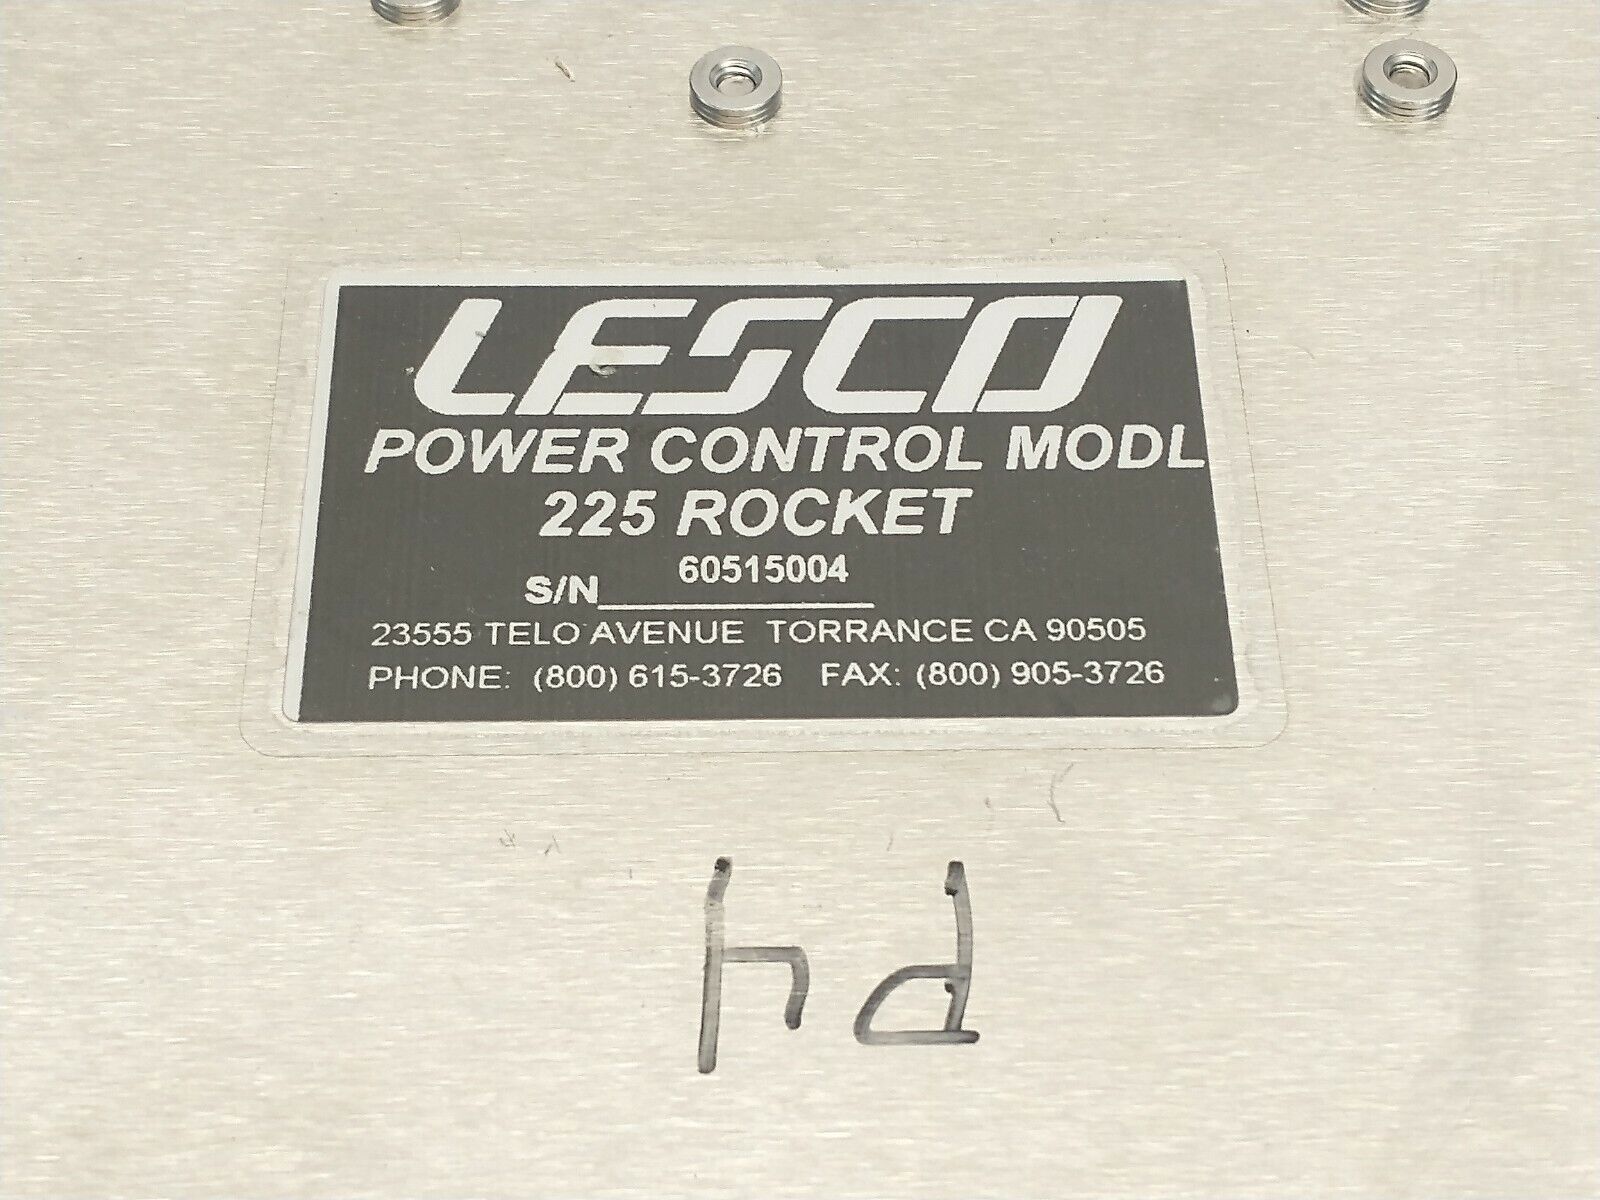 LESCO
POWER CONTROL MODL
225 ROCKET
S/N 60515004
23555 TELO AVENUE TORRANCE CA 90505
PHONE: (800) 615-3726 FAX: (800) 905-3726